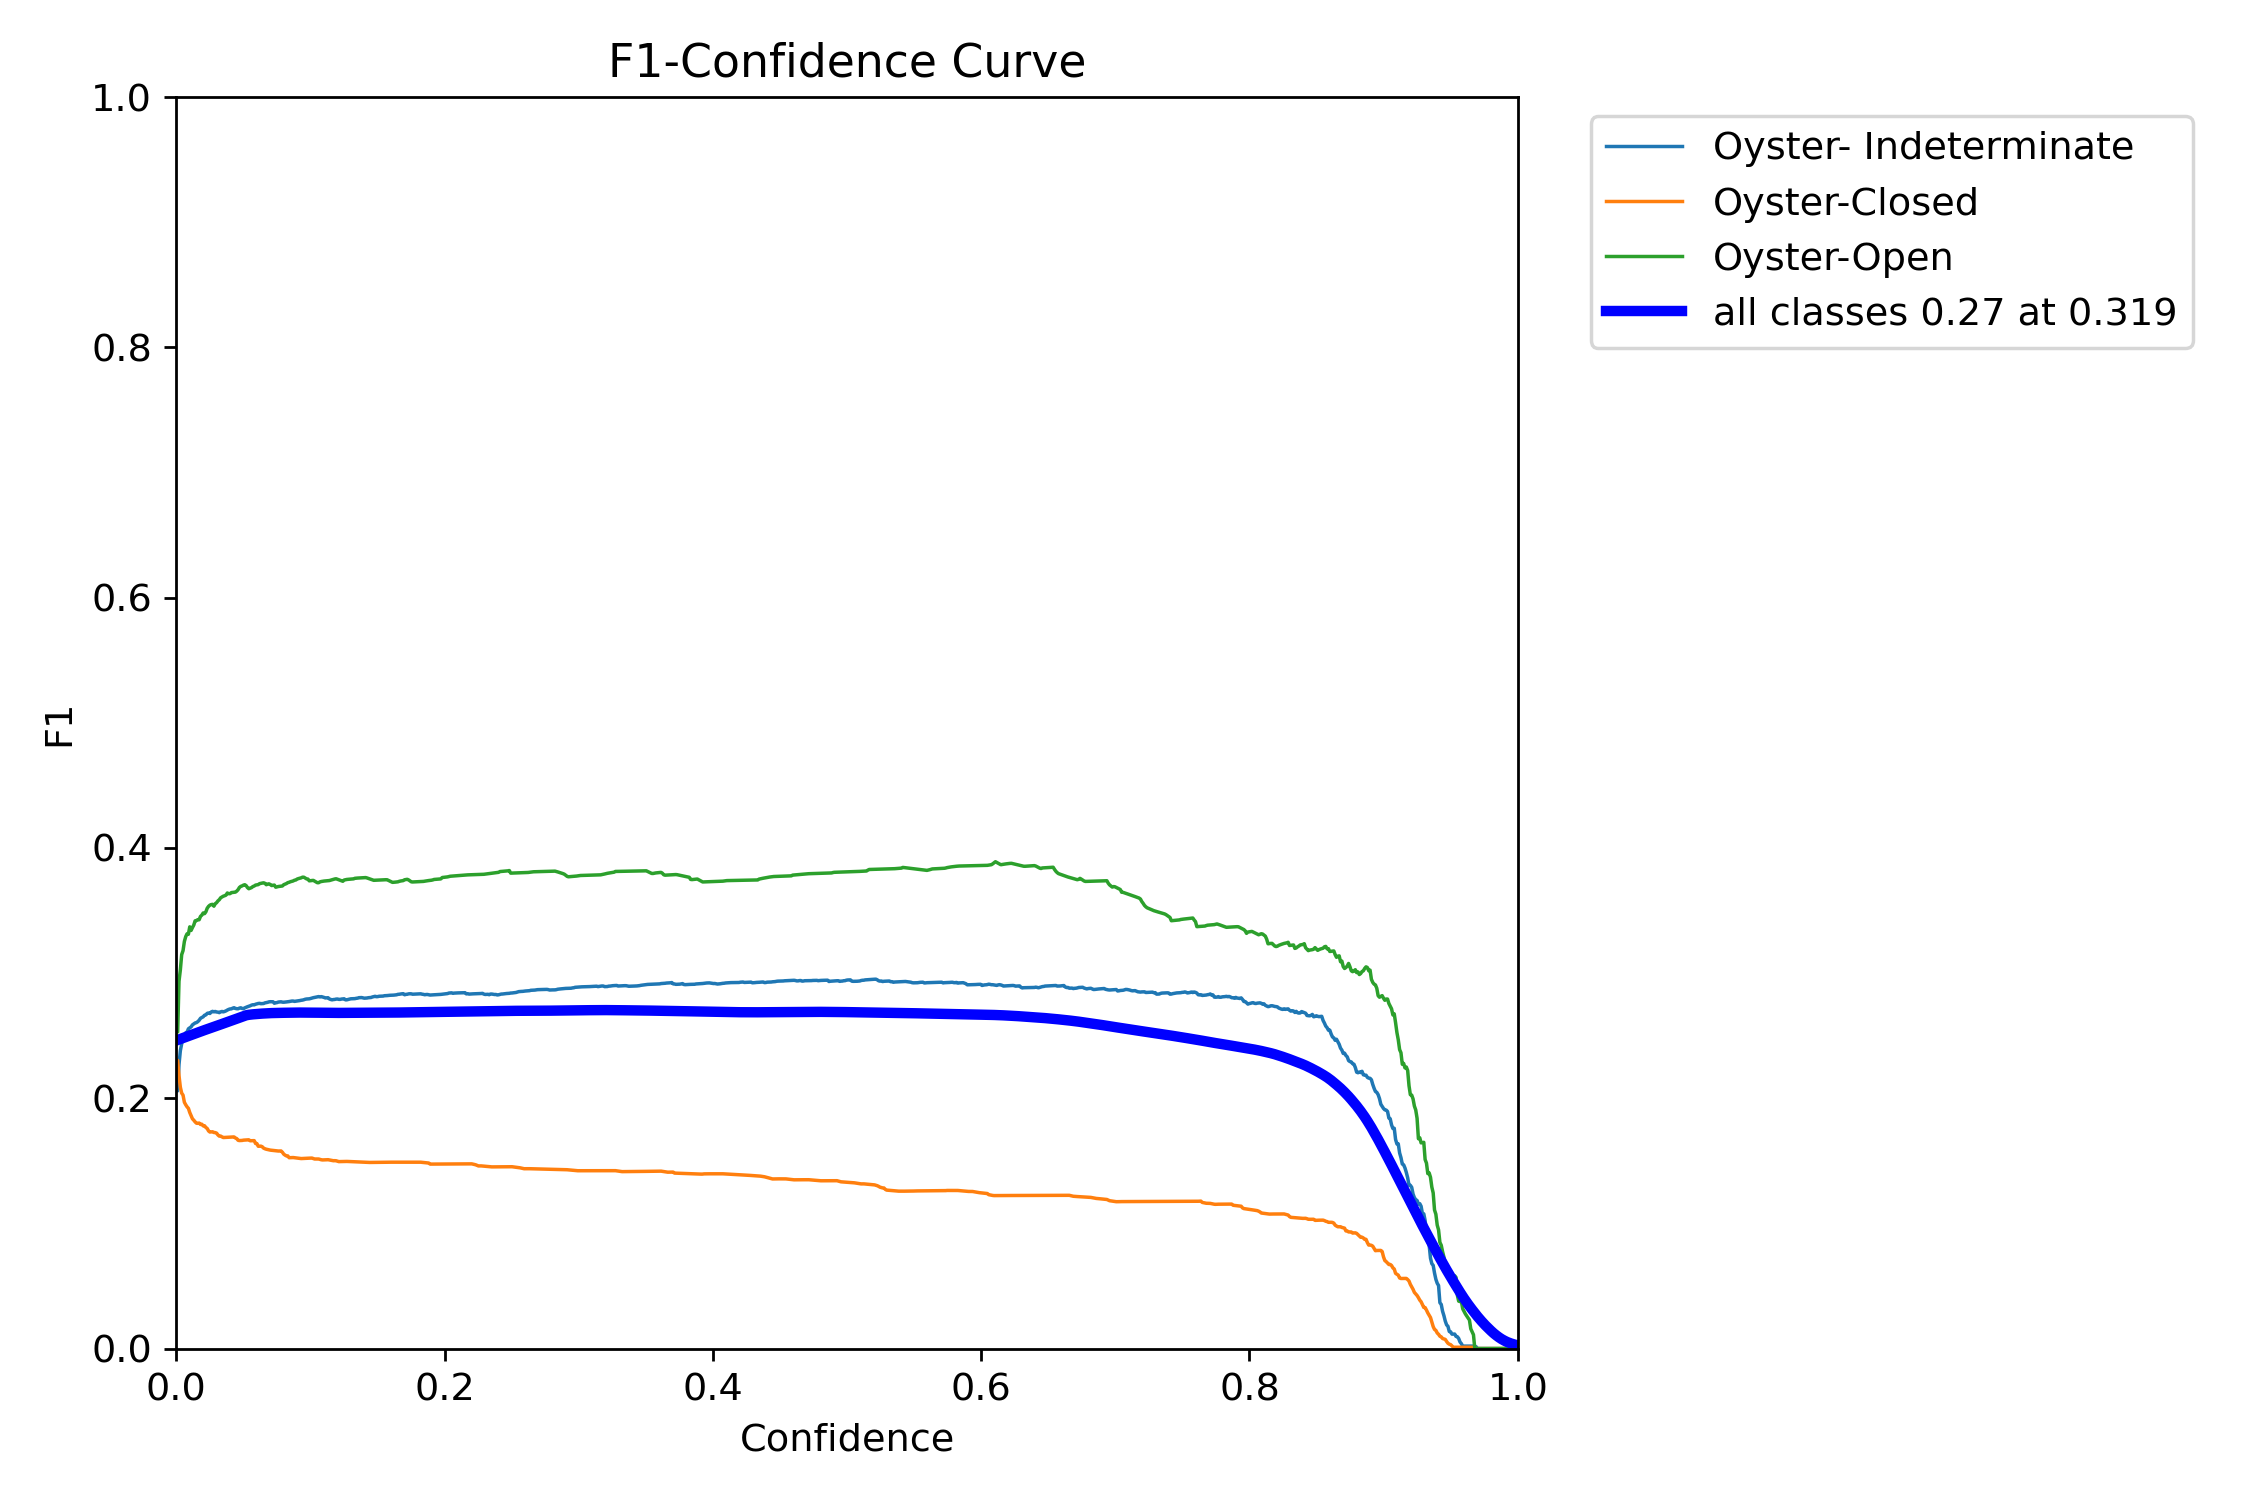 F1-Confidence Curve
1.0
0.8
0.6
0.4
0.2
0.0
F1
0.0 0.2 0.4 0.6 0.8 1.0
Confidence
Oyster- Indeterminate
Oyster-Closed
Oyster-Open
all classes 0.27 at 0.319